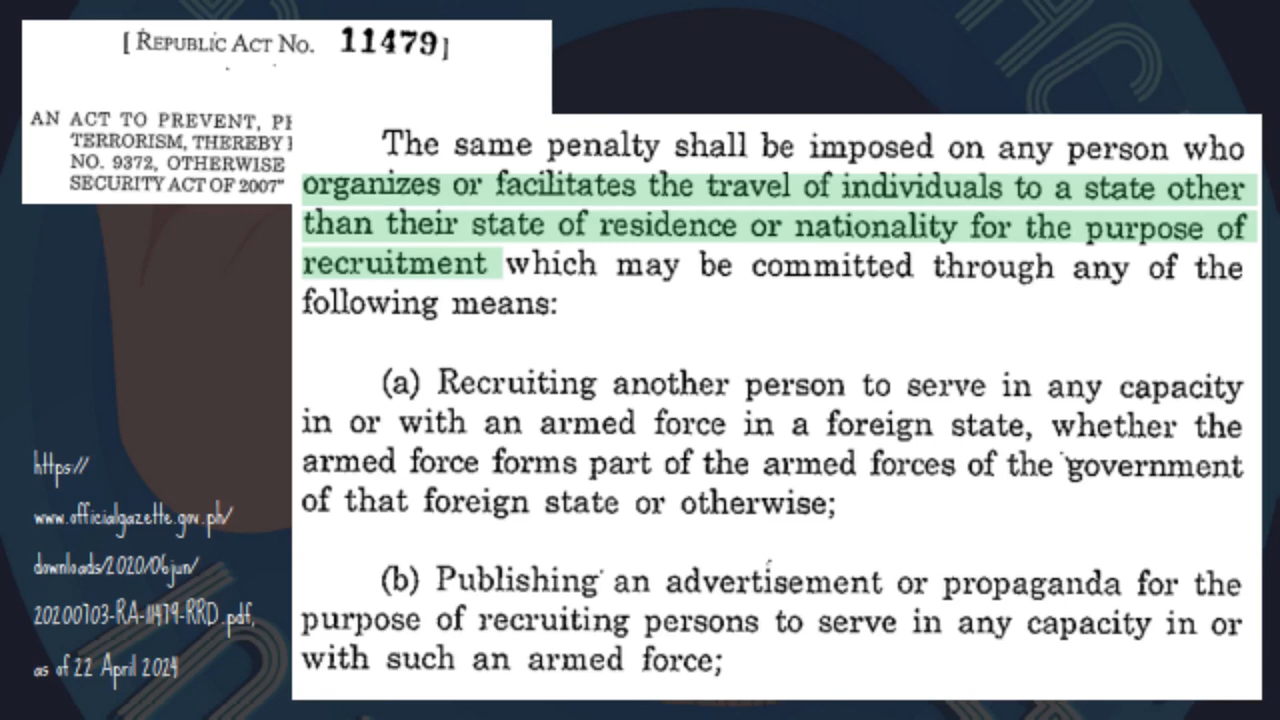 [ REPUBLIC ACT NO. 11479 ]
AN ACT TO PREVENT,
TERRORISM, THEREBY
NO. 9372, OTHERWISE
SECURITY ACT OF 2007"
The same penalty shall be imposed on any person who
organizes or facilitates the travel of individuals to a state other
than their state of residence or nationality for the purpose of
recruitment which may be committed through any of the
following means:
(a) Recruiting another person to serve in any capacity
in or with an armed force in a foreign state, whether the
armed force forms part of the armed forces of the government
of that foreign state or otherwise;
(b) Publishing an advertisement or propaganda for the
purpose of recruiting persons to serve in any capacity in or
with such an armed force;
https//
www.officialgazette.gov.ph/
downloads/2020/06jun/
20200703-RA-11479-RRD.pdf,
as of 22 April 2024